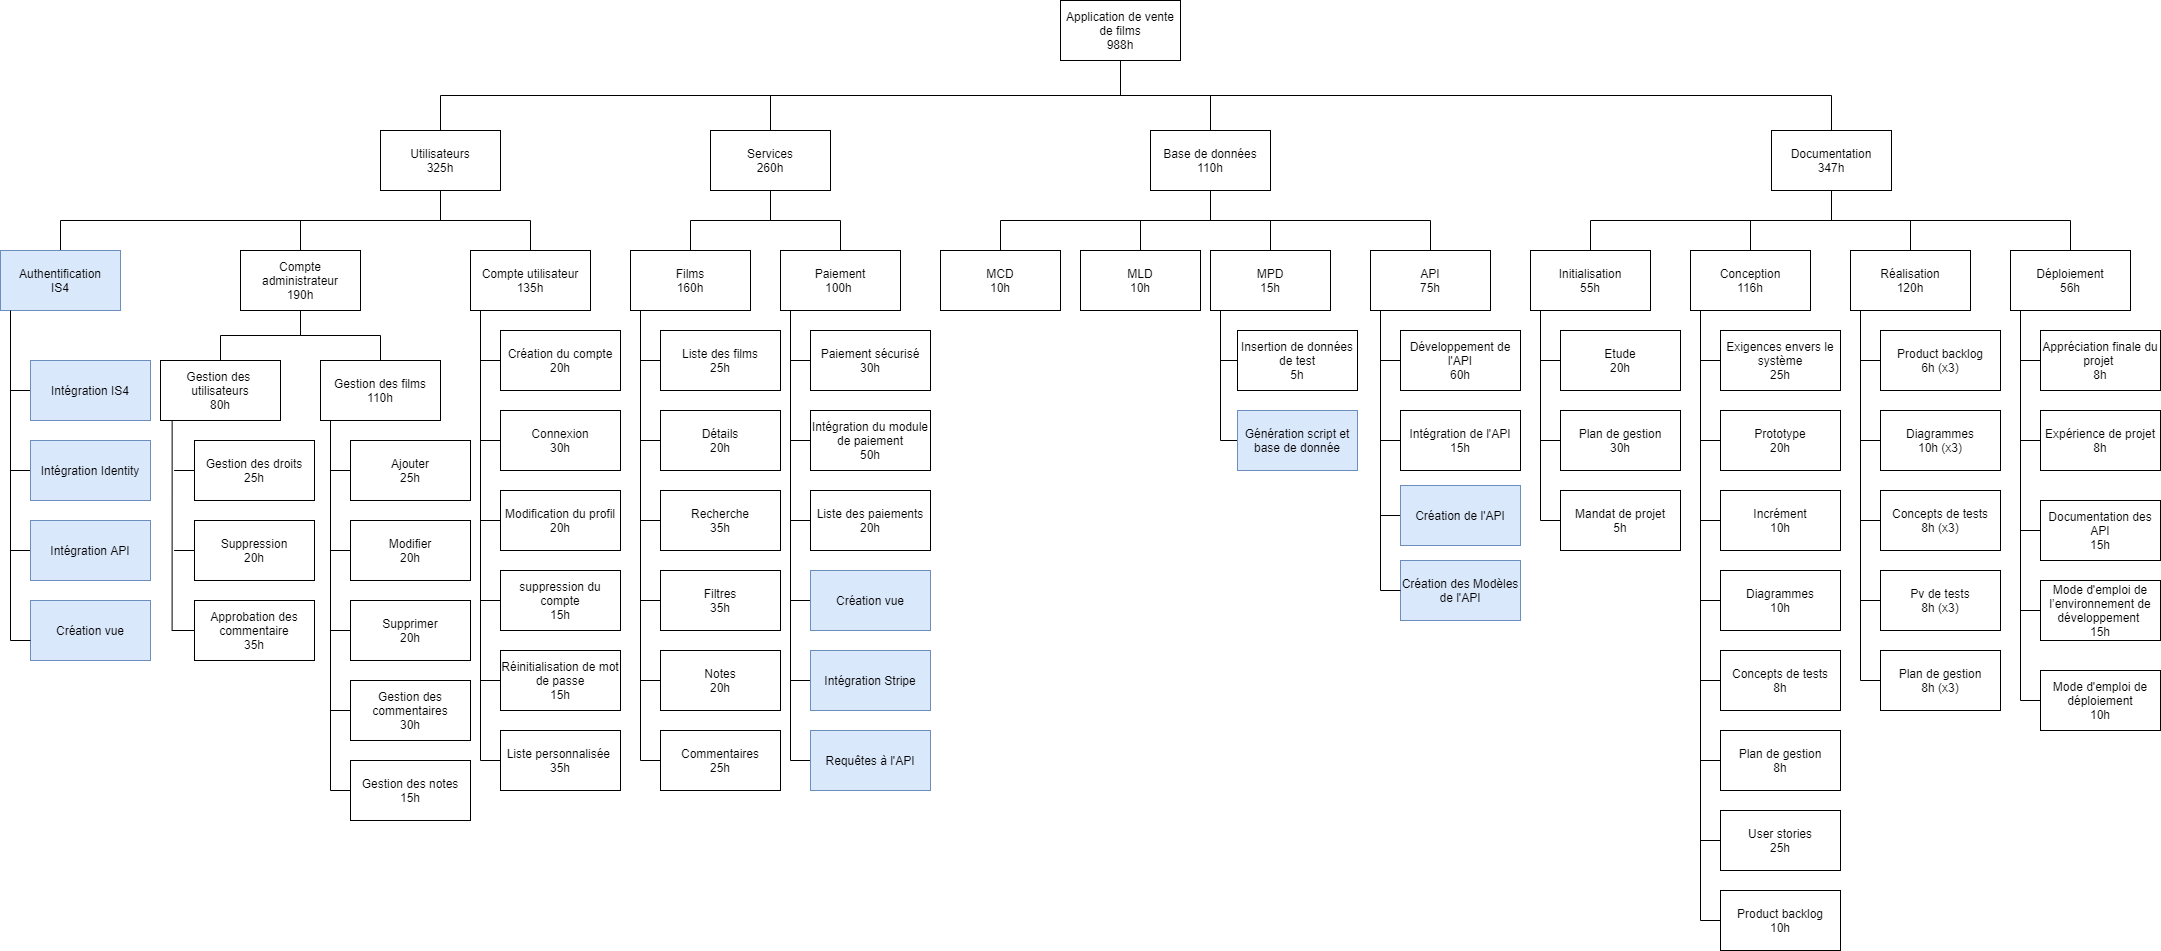 Application de vente
de films
988h
Utilisateurs
325h
Services
260h
Base de données
110h
Documentation
347h
Authentification
IS4
Compte
administrateur
190h
Compte utilisateur
135h
Films
160h
Paiement
100h
MCD
10h
MLD
10h
MPD
15h
API
75h
Initialisation
55h
Conception
116h
Réalisation
120h
Déploiement
56h
Intégration IS4
Intégration Identity
Intégration API
Création vue
Gestion des
utilisateurs
80h
Gestion des droits
25h
Suppression
20h
Approbation des
commentaire
35h
Gestion des films
110h
Ajouter
25h
Modifier
20h
Supprimer
20h
Gestion des
commentaires
30h
Gestion des notes
15h
Création du compte
20h
Connexion
30h
Modification du profil
20h
suppression du
compte
15h
Réinitialisation de mot
de passe
15h
Liste personnalisée
35h
Liste des films
25h
Détails
20h
Recherche
35h
Filtres
35h
Notes
20h
Commentaires
25h
Paiement sécurisé
30h
Intégration du module
de paiement
50h
Liste des paiements
20h
Création vue
Intégration Stripe
Requêtes à l'API
Insertion de données
de test
5h
Génération script et
base de donnée
Développement de
l'API
60h
Intégration de l'API
15h
Création de l'API
Création des Modèles
de l'API
Etude
20h
Plan de gestion
30h
Mandat de projet
5h
Exigences envers le
système
25h
Prototype
20h
Incrément
10h
Diagrammes
10h
Concepts de tests
8h
Plan de gestion
8h
User stories
25h
Product backlog
10h
Product backlog
6h (x3)
Diagrammes
10h (x3)
Concepts de tests
8h (x3)
Pv de tests
8h (x3)
Plan de gestion
8h (x3)
Appréciation finale du
projet
8h
Expérience de projet
8h
Documentation des
API
15h
Mode d'emploi de
l'environnement de
développement
15h
Mode d'emploi de
déploiement
10h